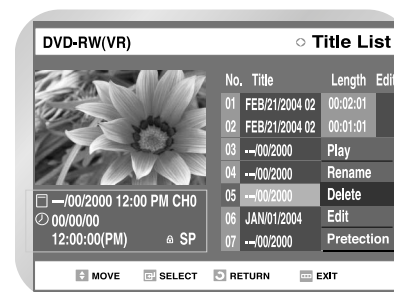 DVD-RW(VR) Title List
No. Title Length Edit
01 FEB/21/2004 02 00:02:01
02 FEB/21/2004 02 00:01:01
03 --/00/2000 Play
04 --/00/2000 Rename
05 --/00/2000 Delete
06 JAN/01/2004 Edit
07 --/00/2000 Pretection
--/00/2000 12:00 PM CH0
00/00/00
12:00:00(PM) SP
MOVE SELECT RETURN EXIT